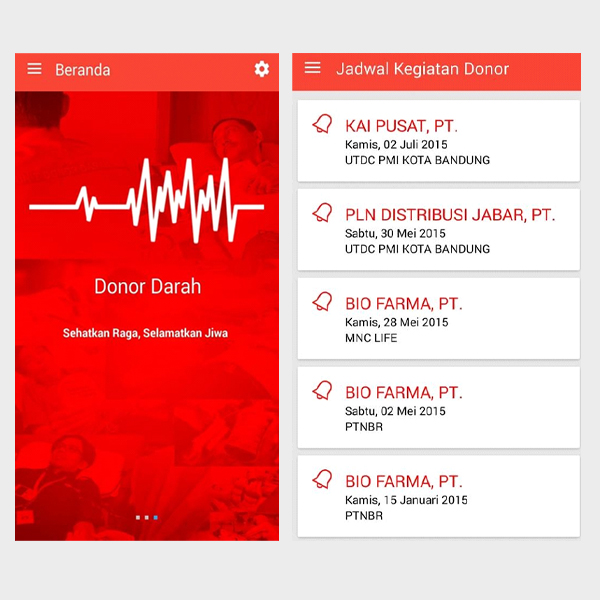 Beranda
Donor Darah
Sehatkan Raga, Selamatkan Jiwa
Jadwal Kegiatan Donor
KAI PUSAT, PT.
Kamis, 02 Juli 2015
UTDC PMI KOTA BANDUNG
PLN DISTRIBUSI JABAR, PT.
Sabtu, 30 Mei 2015
UTDC PMI KOTA BANDUNG
BIO FARMA, PT.
Kamis, 28 Mei 2015
MNC LIFE
BIO FARMA, PT.
Sabtu, 02 Mei 2015
PTNBR
BIO FARMA, PT.
Kamis, 15 Januari 2015
PTNBR